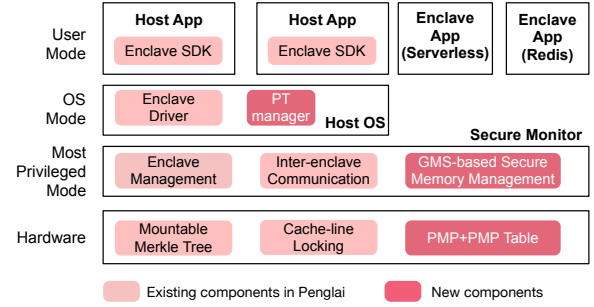 User
Mode
Host App
Enclave SDK
Host App
Enclave SDK
Enclave
App
(Serverless)
Enclave
App
(Redis)
OS
Mode
Enclave
Driver
PT
manager
Host OS
Secure Monitor
Most
Privileged
Mode
Enclave
Management
Inter-enclave
Communication
GMS-based Secure
Memory Management
Hardware
Mountable
Merkle Tree
Cache-line
Locking
PMP+PMP Table
Existing components in Penglai
New components